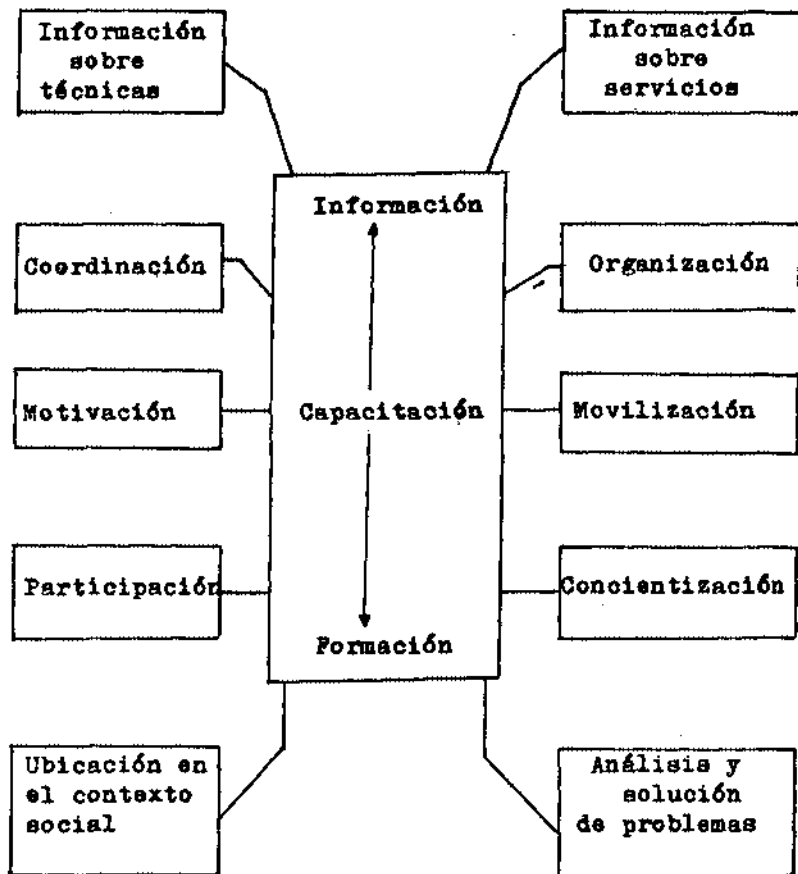 Información
sobre
técnicas
Información
sobre
servicios
Información
Coordinación
Organización
Motivación
Capacitación
Movilización
Participación
Concientización
Formación
Ubicación en
el contexto
social
Análisis y
solución
de problemas